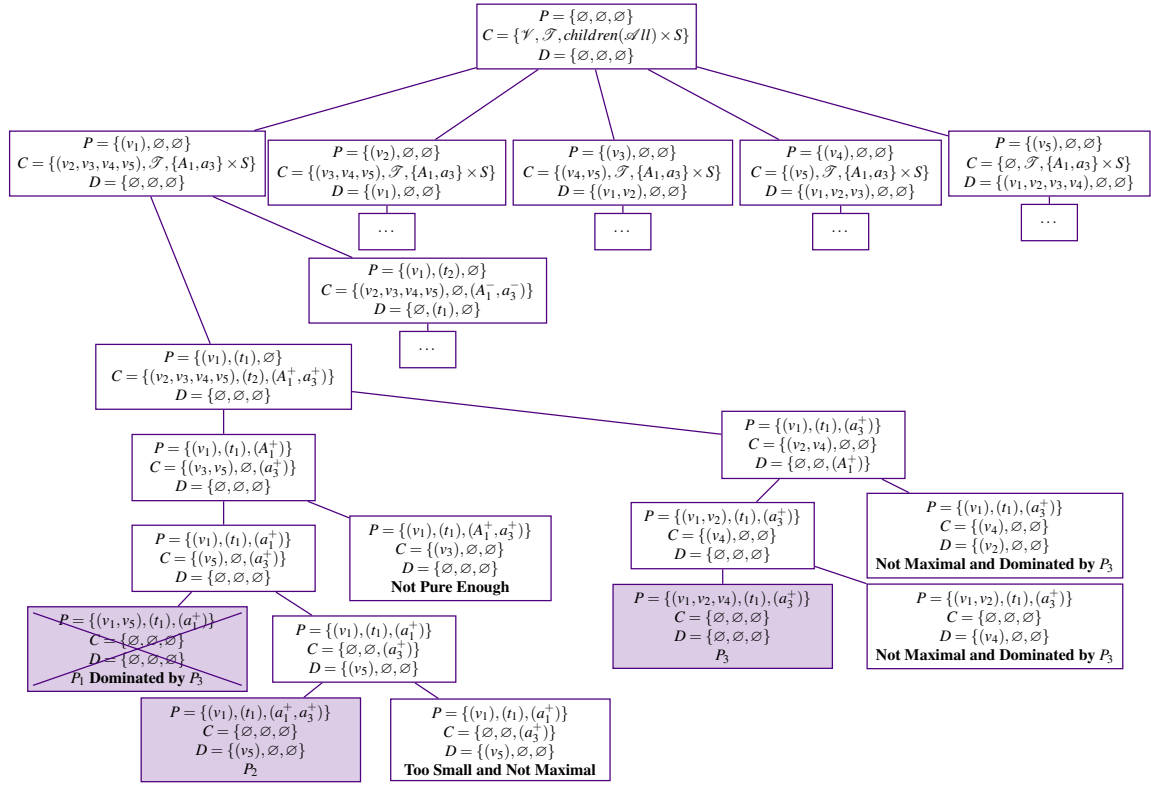 P = {∅,∅,∅}
C = {𝒱, 𝒯, children(𝒜ll) × S}
D = {∅,∅,∅}
P = {(v₁),∅,∅}
C = {(v₂,v₃,v₄,v₅), 𝒯, {A₁,a₃} × S}
D = {∅,∅,∅}
P = {(v₂),∅,∅}
C = {(v₃,v₄,v₅), 𝒯, {A₁,a₃} × S}
D = {(v₁),∅,∅}
...
P = {(v₃),∅,∅}
C = {(v₄,v₅), 𝒯, {A₁,a₃} × S}
D = {(v₁,v₂),∅,∅}
...
P = {(v₄),∅,∅}
C = {(v₅), 𝒯, {A₁,a₃} × S}
D = {(v₁,v₂,v₃),∅,∅}
...
P = {(v₅),∅,∅}
C = {∅, 𝒯, {A₁,a₃} × S}
D = {(v₁,v₂,v₃,v₄),∅,∅}
...
P = {(v₁),(t₂),∅}
C = {(v₂,v₃,v₄,v₅),∅,(A₁⁻,a₃⁻)}
D = {∅,(t₁),∅}
...
P = {(v₁),(t₁),∅}
C = {(v₂,v₃,v₄,v₅),(t₂),(A₁⁺,a₃⁺)}
D = {∅,∅,∅}
P = {(v₁),(t₁),(A₁⁺)}
C = {(v₃,v₅),∅,(a₃⁺)}
D = {∅,∅,∅}
P = {(v₁),(t₁),(a₃⁺)}
C = {(v₂,v₄),∅,∅}
D = {∅,∅,(A₁⁺)}
P = {(v₁),(t₁),(a₁⁺)}
C = {(v₅),∅,(a₃⁺)}
D = {∅,∅,∅}
P = {(v₁),(t₁),(A₁⁺,a₃⁺)}
C = {(v₃),∅,∅}
D = {∅,∅,∅}
Not Pure Enough
P = {(v₁,v₂),(t₁),(a₃⁺)}
C = {(v₄),∅,∅}
D = {∅,∅,∅}
P = {(v₁),(t₁),(a₃⁺)}
C = {(v₄),∅,∅}
D = {(v₂),∅,∅}
Not Maximal and Dominated by P₃
P = {(v₁,v₅),(t₁),(a₁⁺)}
C = {∅,∅,∅}
D = {∅,∅,∅}
P₁ Dominated by P₃
P = {(v₁),(t₁),(a₁⁺)}
C = {∅,∅,(a₃⁺)}
D = {(v₅),∅,∅}
P = {(v₁,v₂,v₄),(t₁),(a₃⁺)}
C = {∅,∅,∅}
D = {∅,∅,∅}
P₃
P = {(v₁,v₂),(t₁),(a₃⁺)}
C = {∅,∅,∅}
D = {(v₄),∅,∅}
Not Maximal and Dominated by P₃
P = {(v₁),(t₁),(a₁⁺,a₃⁺)}
C = {∅,∅,∅}
D = {(v₅),∅,∅}
P₂
P = {(v₁),(t₁),(a₁⁺)}
C = {∅,∅,(a₃⁺)}
D = {(v₅),∅,∅}
Too Small and Not Maximal